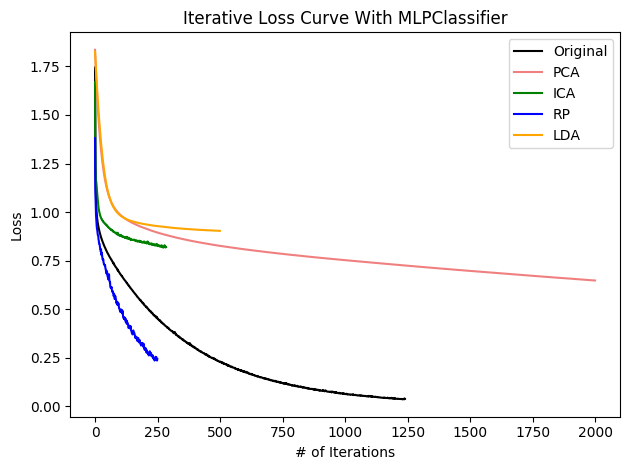 Iterative Loss Curve With MLPClassifier
Original
PCA
ICA
RP
LDA
Loss
1.75
1.50
1.25
1.00
0.75
0.50
0.25
0.00
0 250 500 750 1000 1250 1500 1750 2000
# of Iterations